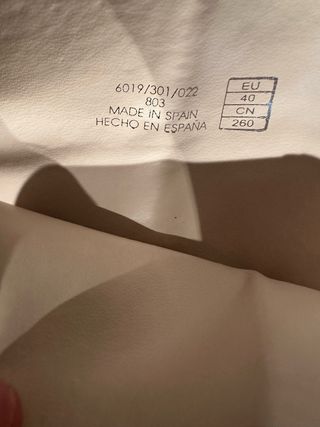 6019/301/022
803
MADE IN SPAIN
HECHO EN ESPAÑA
EU
40
CN
260